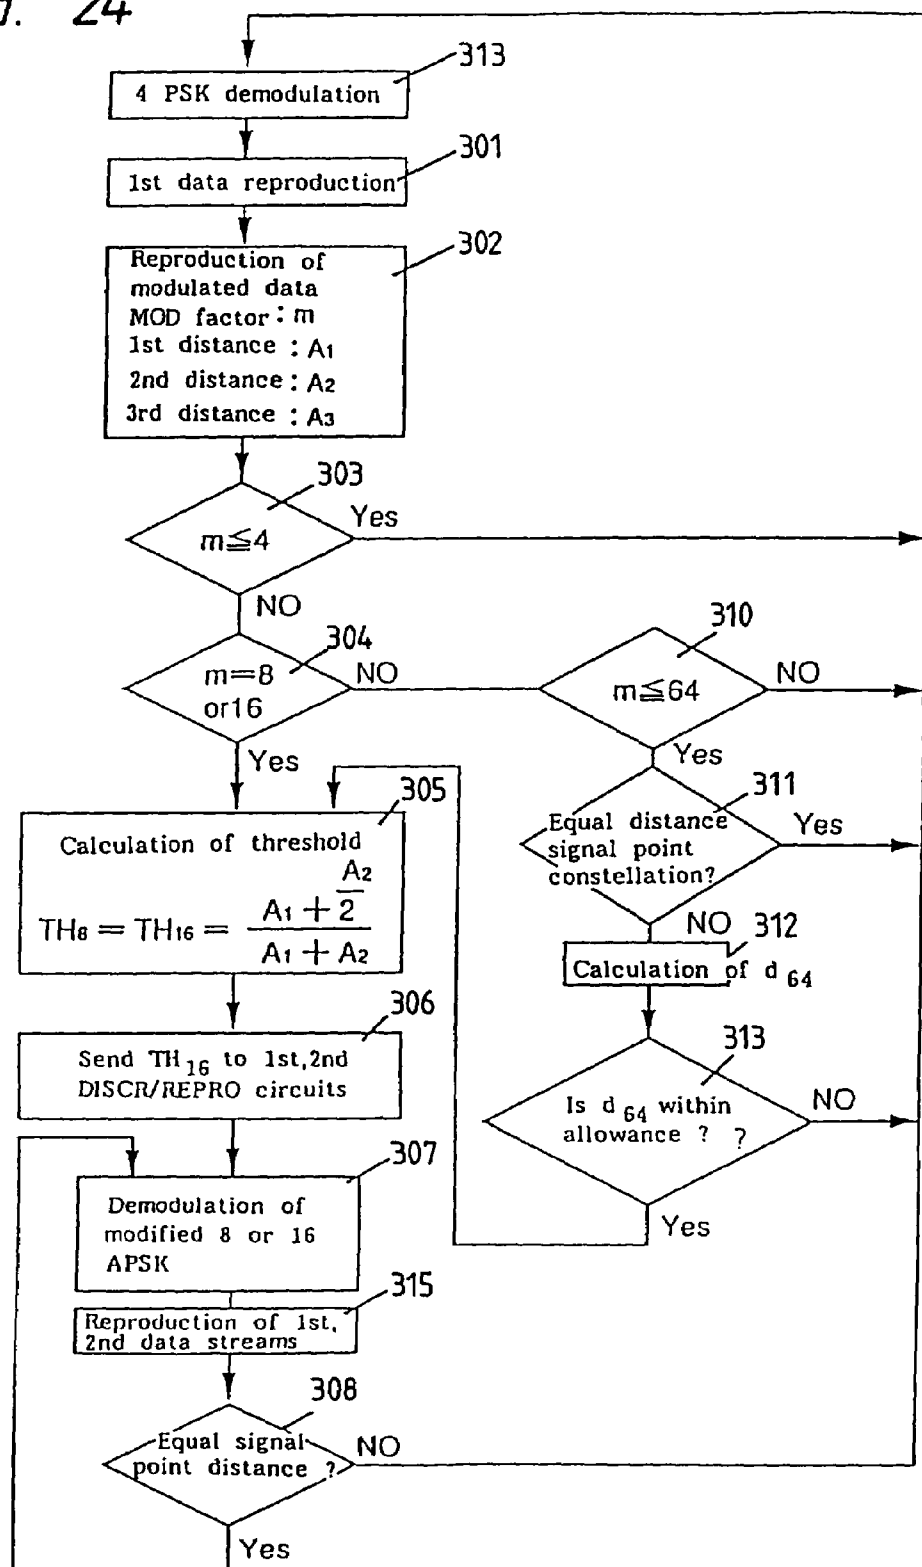 24
313
4 PSK demodulation
301
1st data reproduction
302
Reproduction of
modulated data
MOD factor : m
1st distance : A1
2nd distance : A2
3rd distance : A3
303
m≦4
Yes
NO
304
m=8
or16
NO
Yes
310
m≦64
NO
Yes
311
Equal distance
signal point
constellation?
Yes
NO
305
Calculation of threshold
TH8 = TH16 = (A1 + A2/2) / (A1 + A2)
312
Calculation of d 64
306
Send TH16 to 1st,2nd
DISCR/REPRO circuits
313
Is d 64 within
allowance ? ?
NO
Yes
307
Demodulation of
modified 8 or 16
APSK
315
Reproduction of 1st,
2nd data streams
308
Equal signal
point distance ?
NO
Yes